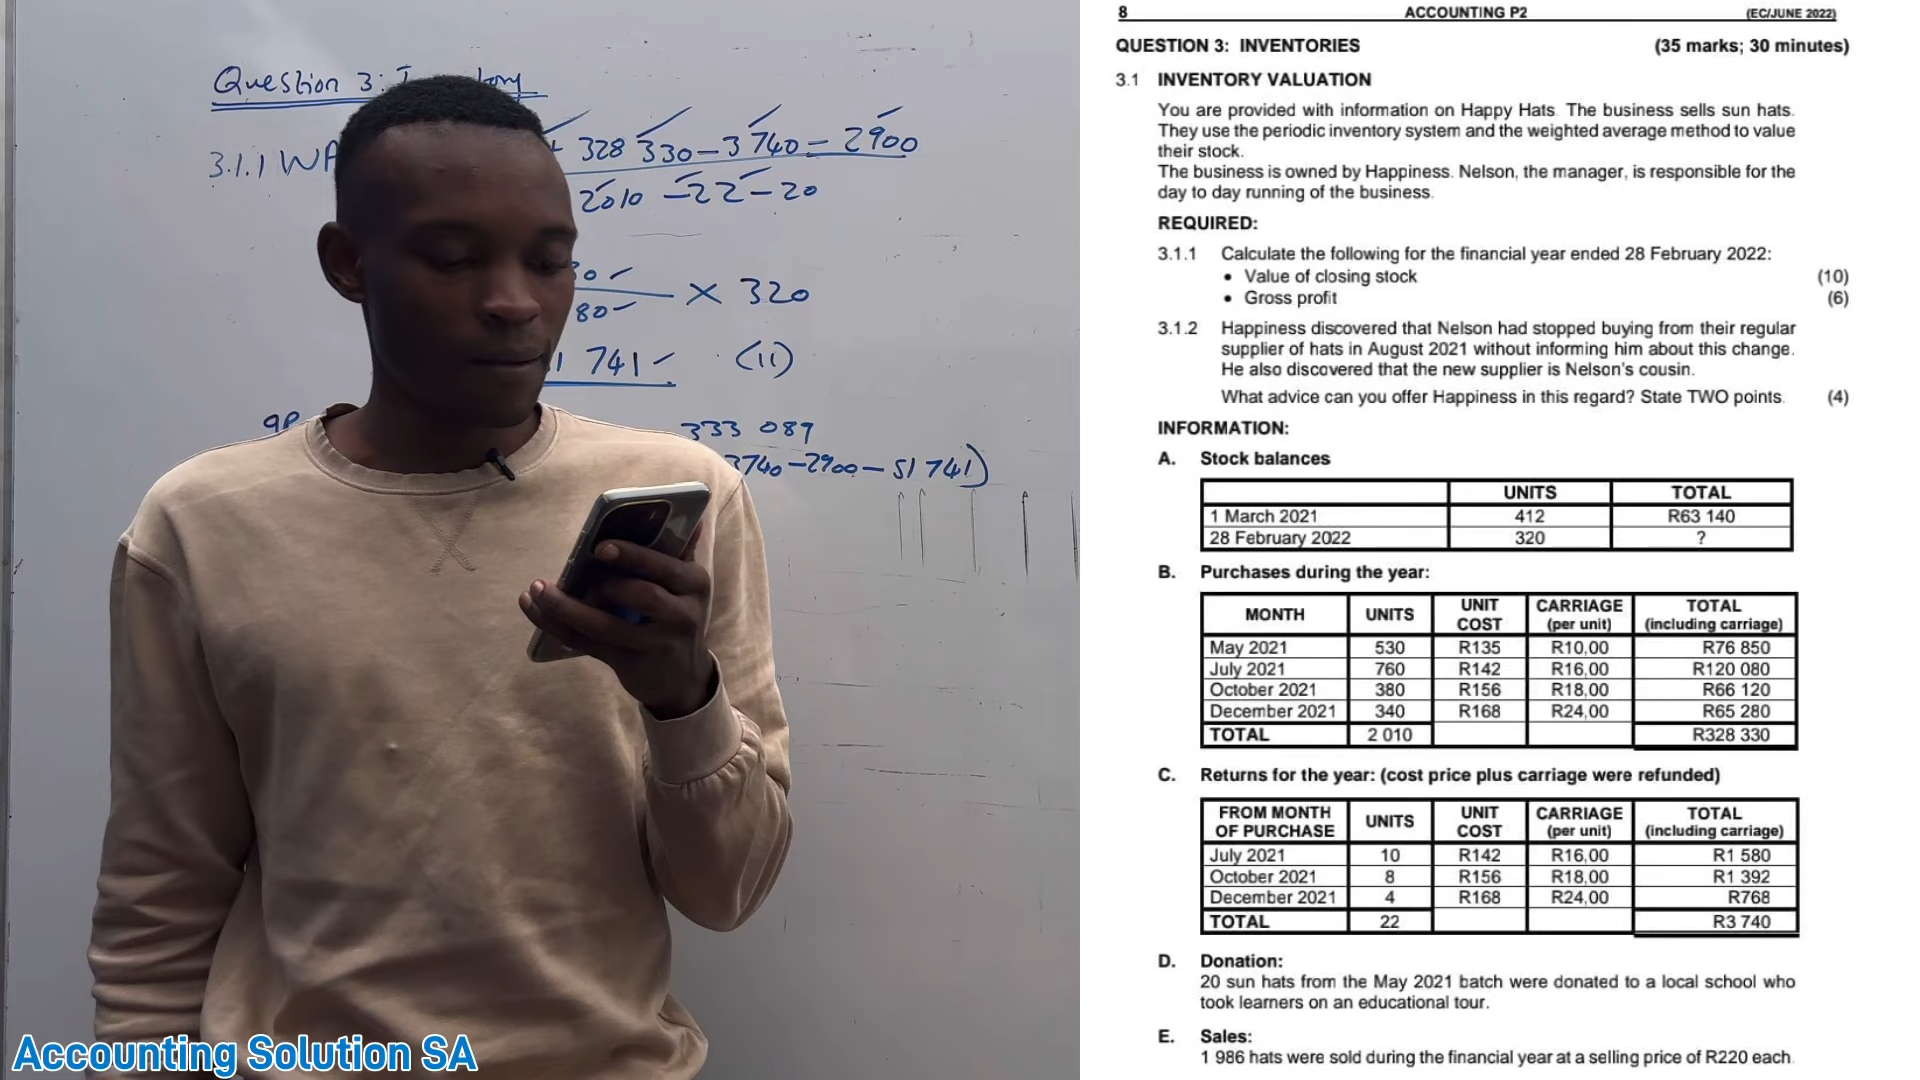 Question 3: I
ory
3.1.1 WA
328 330 - 3 740 - 2900
2010 - 22 - 20
80
X 320
1 741
(11)
GP
333 089
3740 - 2900 - 51 741)
Accounting Solution SA
8 ACCOUNTING P2 (EC/JUNE 2022)
QUESTION 3: INVENTORIES (35 marks; 30 minutes)
3.1 INVENTORY VALUATION
You are provided with information on Happy Hats. The business sells sun hats.
They use the periodic inventory system and the weighted average method to value
their stock.
The business is owned by Happiness. Nelson, the manager, is responsible for the
day to day running of the business.
REQUIRED:
3.1.1 Calculate the following for the financial year ended 28 February 2022:
• Value of closing stock (10)
• Gross profit (6)
3.1.2 Happiness discovered that Nelson had stopped buying from their regular
supplier of hats in August 2021 without informing him about this change.
He also discovered that the new supplier is Nelson's cousin.
What advice can you offer Happiness in this regard? State TWO points. (4)
INFORMATION:
A. Stock balances
UNITS TOTAL
1 March 2021 412 R63 140
28 February 2022 320 ?
B. Purchases during the year:
MONTH UNITS UNIT COST CARRIAGE (per unit) TOTAL (including carriage)
May 2021 530 R135 R10,00 R76 850
July 2021 760 R142 R16,00 R120 080
October 2021 380 R156 R18,00 R66 120
December 2021 340 R168 R24,00 R65 280
TOTAL 2 010 R328 330
C. Returns for the year: (cost price plus carriage were refunded)
FROM MONTH OF PURCHASE UNITS UNIT COST CARRIAGE (per unit) TOTAL (including carriage)
July 2021 10 R142 R16,00 R1 580
October 2021 8 R156 R18,00 R1 392
December 2021 4 R168 R24,00 R768
TOTAL 22 R3 740
D. Donation:
20 sun hats from the May 2021 batch were donated to a local school who
took learners on an educational tour.
E. Sales:
1 986 hats were sold during the financial year at a selling price of R220 each.